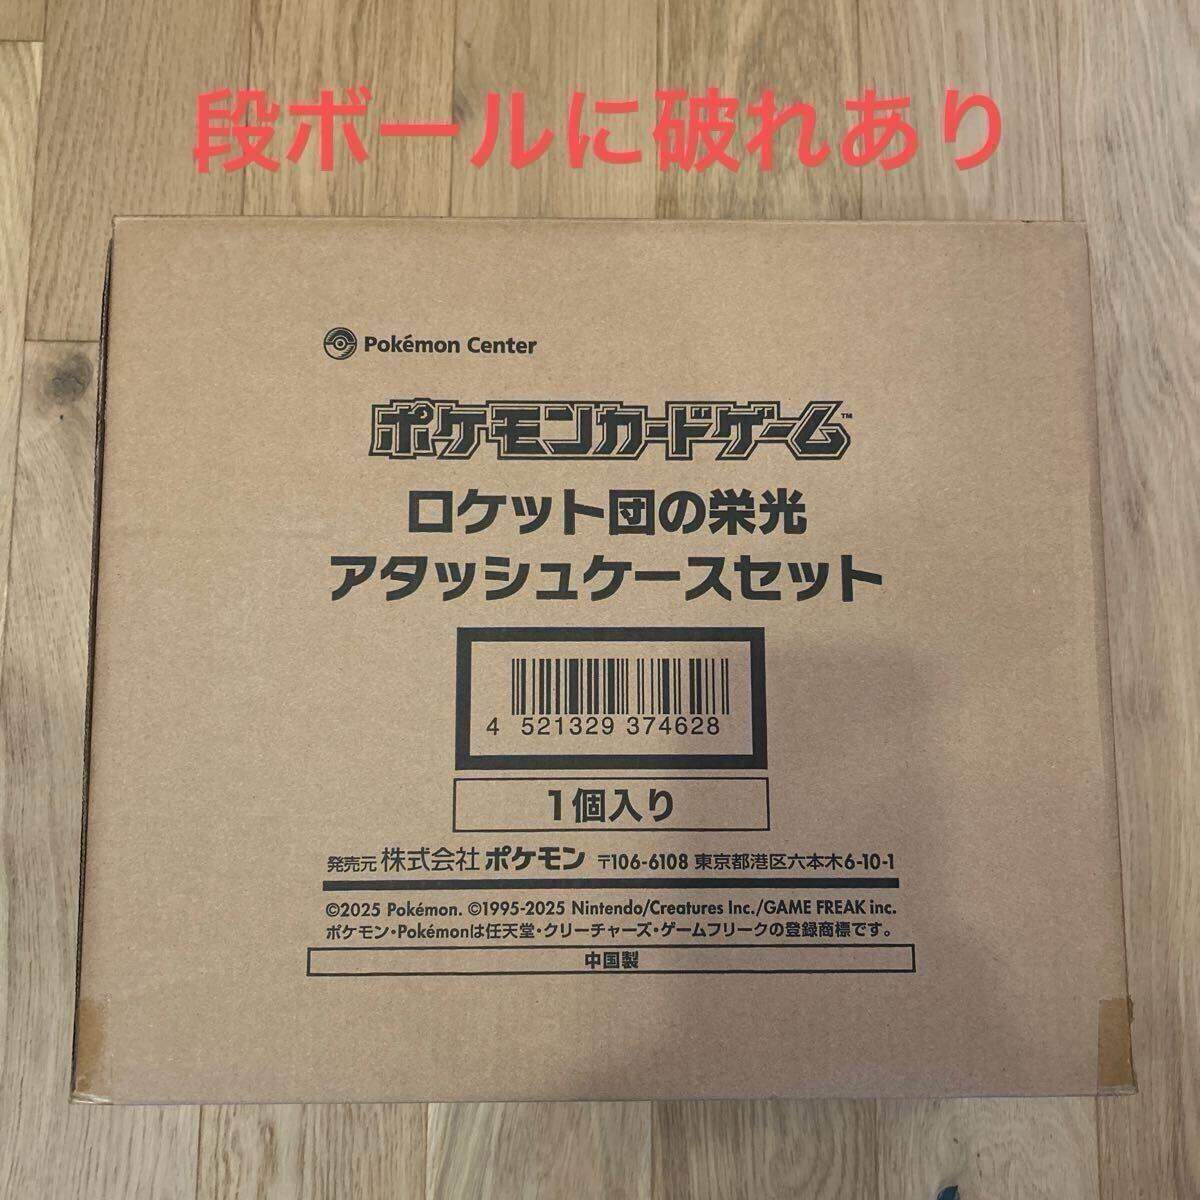 段ボールに破れあり
Pokémon Center
ポケモンカードゲーム™
ロケット団の栄光
アタッシュケースセット
4 521329 374628
1個入り
発売元 株式会社 ポケモン 〒106-6108 東京都港区六本木6-10-1
©2025 Pokémon. ©1995-2025 Nintendo/Creatures Inc./GAME FREAK inc.
ポケモン・Pokémonは任天堂・クリーチャーズ・ゲームフリークの登録商標です。
中国製